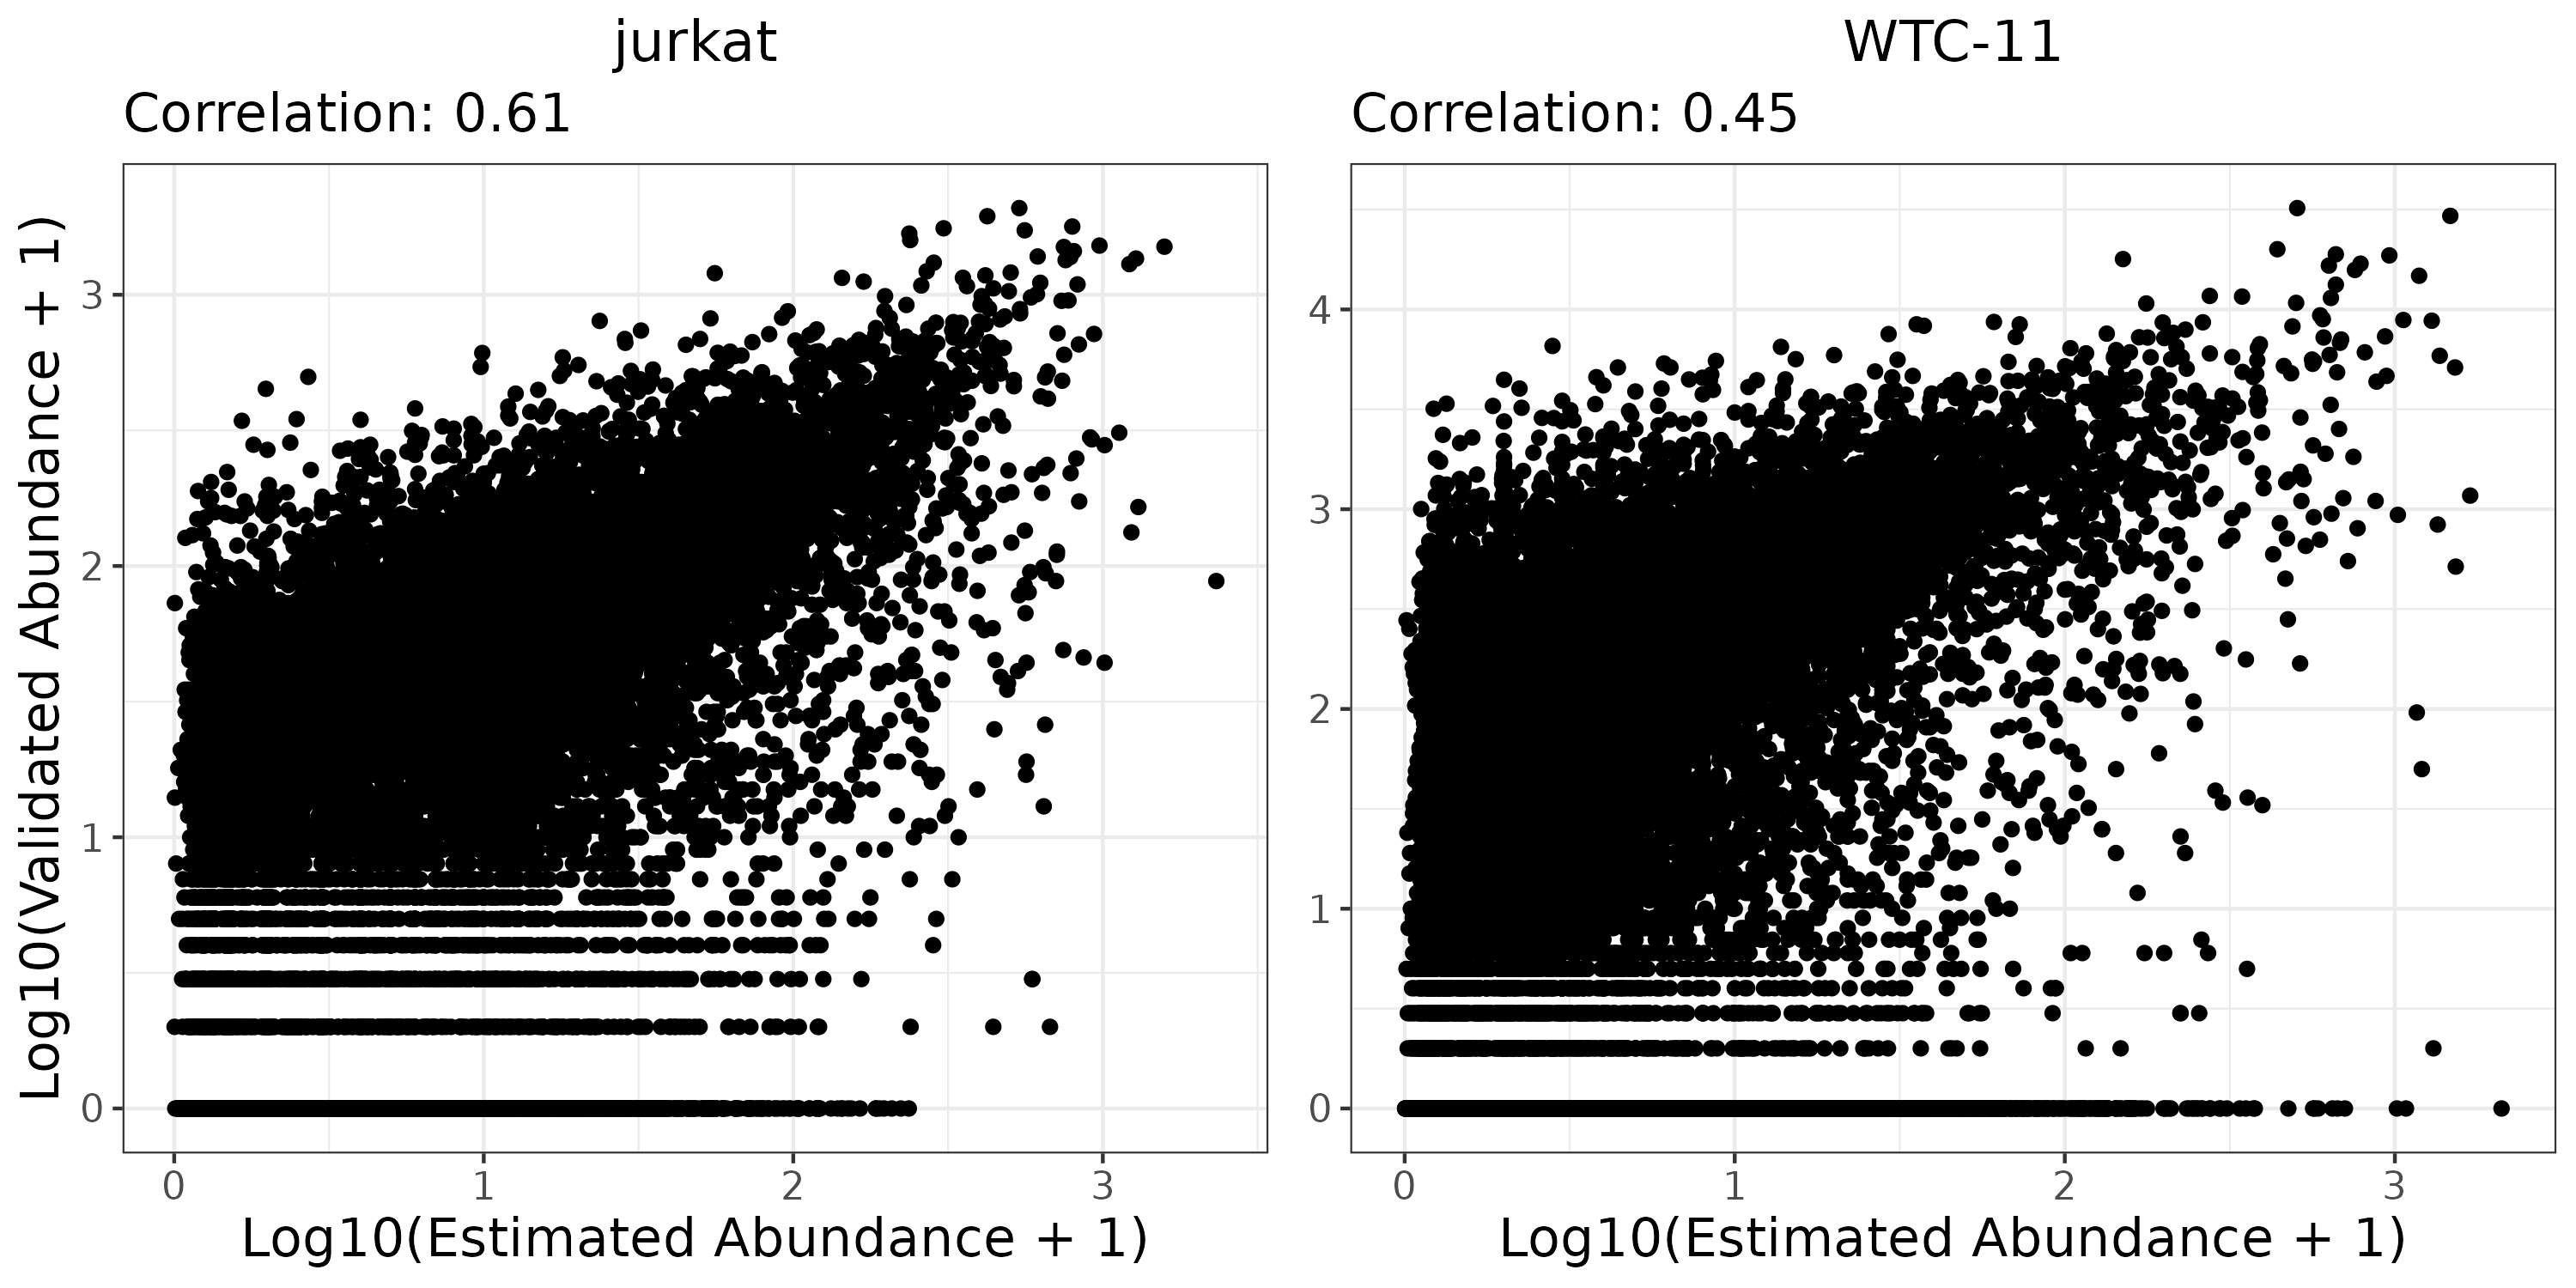 jurkat
Correlation: 0.61
Log10(Validated Abundance + 1)
3
2
1
0
0 1 2 3
Log10(Estimated Abundance + 1)
WTC-11
Correlation: 0.45
4
3
2
1
0
0 1 2 3
Log10(Estimated Abundance + 1)